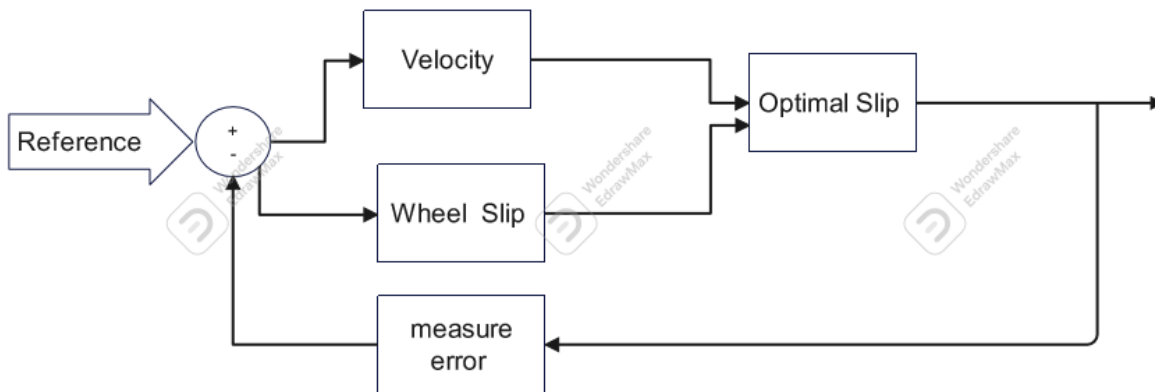 Velocity
Optimal Slip
Reference
+
-
Wondershare
EdrawMax
Wondershare
EdrawMax
Wondershare
EdrawMax
Wheel Slip
measure
error